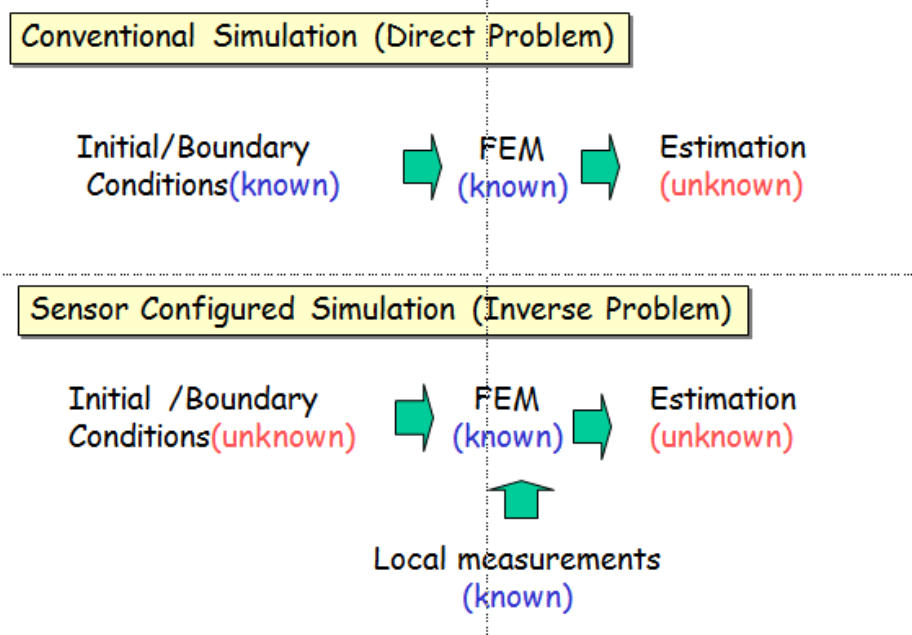 Conventional Simulation (Direct Problem)
Initial/Boundary
Conditions(known)
FEM
(known)
Estimation
(unknown)
Sensor Configured Simulation (Inverse Problem)
Initial /Boundary
Conditions(unknown)
FEM
(known)
Estimation
(unknown)
Local measurements
(known)